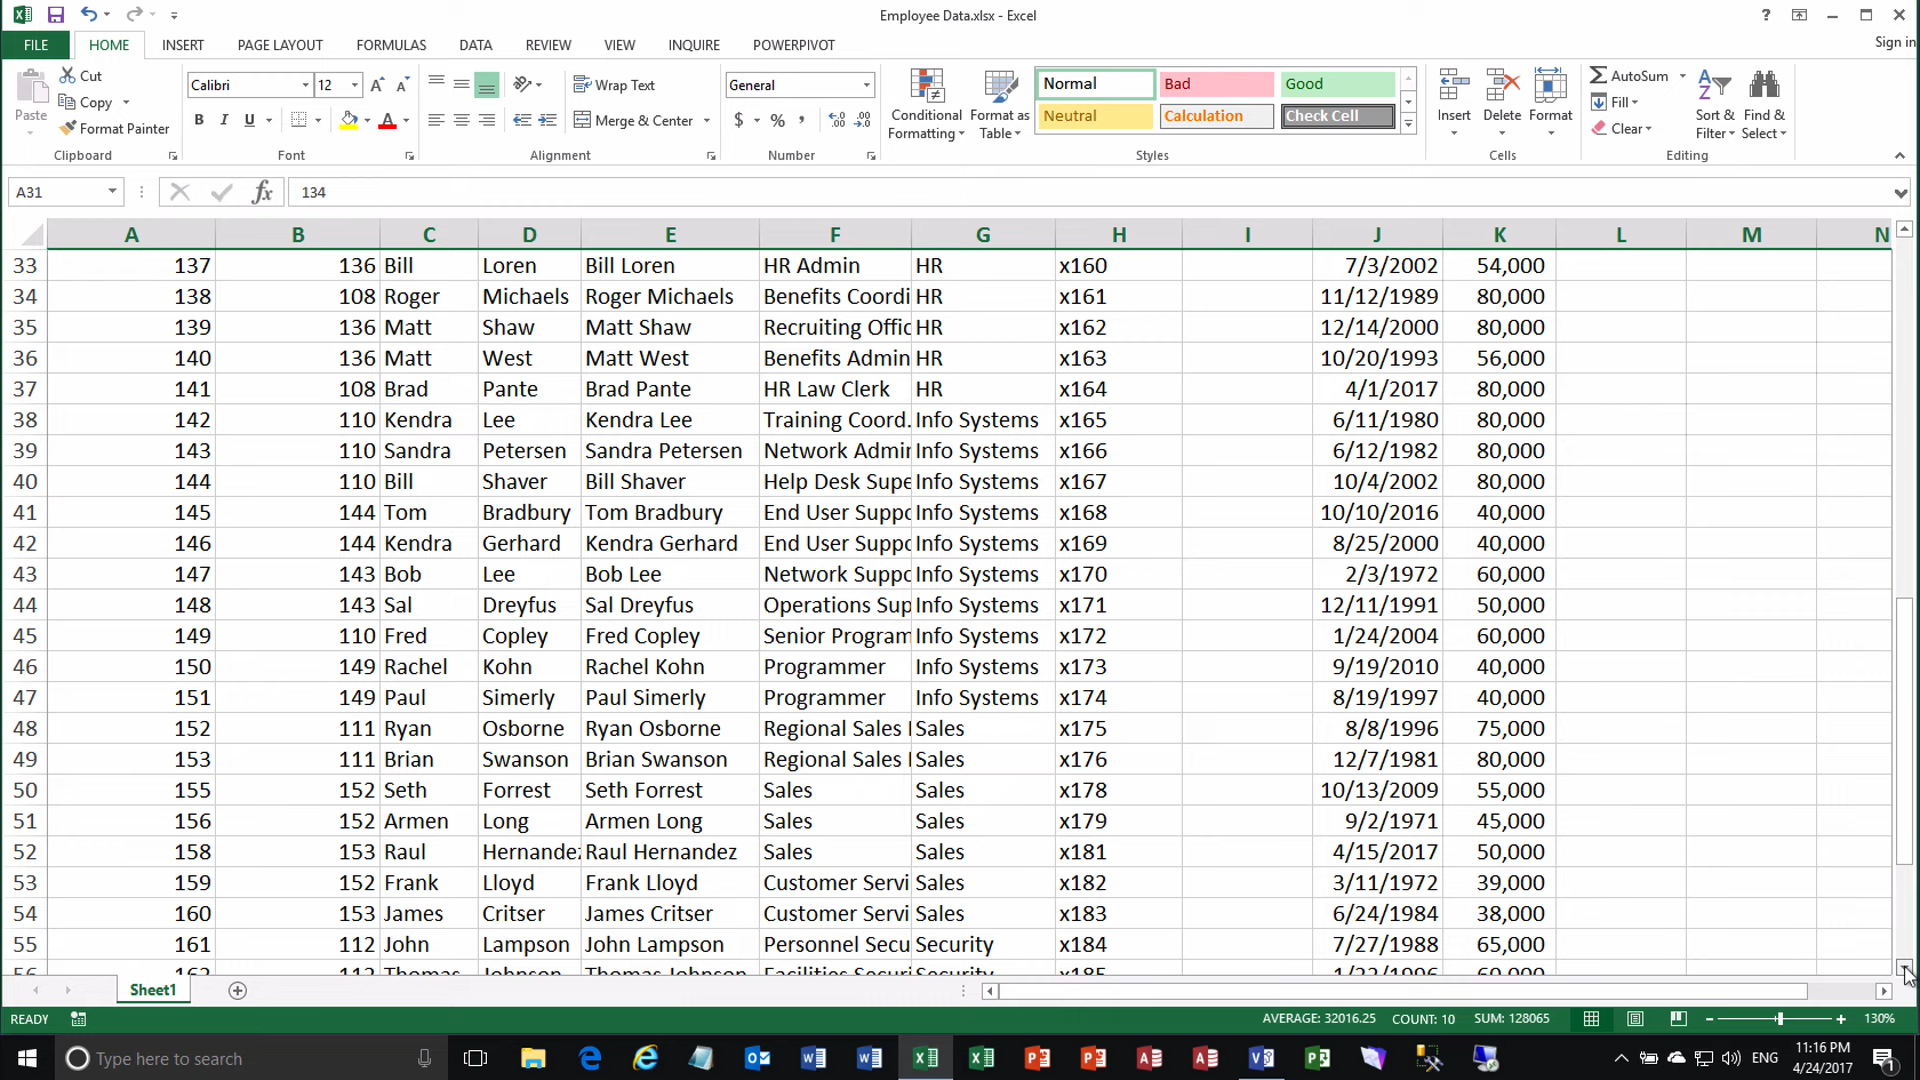 Employee Data.xlsx - Excel
?
FILE HOME INSERT PAGE LAYOUT FORMULAS DATA REVIEW VIEW INQUIRE POWERPIVOT Sign in
Paste Cut Copy Format Painter Clipboard
Calibri 12 A A B I U A Font
Wrap Text Merge & Center Alignment
General $ % , Number
Conditional Formatting Format as Table Normal Bad Good Neutral Calculation Check Cell Styles
Insert Delete Format Cells
AutoSum Fill Clear Sort & Filter Find & Select Editing
A31 fx 134
A B C D E F G H I J K L M N
33 137 136 Bill Loren Bill Loren HR Admin HR x160 7/3/2002 54,000
34 138 108 Roger Michaels Roger Michaels Benefits Coordi HR x161 11/12/1989 80,000
35 139 136 Matt Shaw Matt Shaw Recruiting Offic HR x162 12/14/2000 80,000
36 140 136 Matt West Matt West Benefits Admin HR x163 10/20/1993 56,000
37 141 108 Brad Pante Brad Pante HR Law Clerk HR x164 4/1/2017 80,000
38 142 110 Kendra Lee Kendra Lee Training Coord. Info Systems x165 6/11/1980 80,000
39 143 110 Sandra Petersen Sandra Petersen Network Admin Info Systems x166 6/12/1982 80,000
40 144 110 Bill Shaver Bill Shaver Help Desk Supe Info Systems x167 10/4/2002 80,000
41 145 144 Tom Bradbury Tom Bradbury End User Suppo Info Systems x168 10/10/2016 40,000
42 146 144 Kendra Gerhard Kendra Gerhard End User Suppo Info Systems x169 8/25/2000 40,000
43 147 143 Bob Lee Bob Lee Network Suppo Info Systems x170 2/3/1972 60,000
44 148 143 Sal Dreyfus Sal Dreyfus Operations Sup Info Systems x171 12/11/1991 50,000
45 149 110 Fred Copley Fred Copley Senior Program Info Systems x172 1/24/2004 60,000
46 150 149 Rachel Kohn Rachel Kohn Programmer Info Systems x173 9/19/2010 40,000
47 151 149 Paul Simerly Paul Simerly Programmer Info Systems x174 8/19/1997 40,000
48 152 111 Ryan Osborne Ryan Osborne Regional Sales Sales x175 8/8/1996 75,000
49 153 111 Brian Swanson Brian Swanson Regional Sales Sales x176 12/7/1981 80,000
50 155 152 Seth Forrest Seth Forrest Sales Sales x178 10/13/2009 55,000
51 156 152 Armen Long Armen Long Sales Sales x179 9/2/1971 45,000
52 158 153 Raul Hernandez Raul Hernandez Sales Sales x181 4/15/2017 50,000
53 159 152 Frank Lloyd Frank Lloyd Customer Servi Sales x182 3/11/1972 39,000
54 160 153 James Critser James Critser Customer Servi Sales x183 6/24/1984 38,000
55 161 112 John Lampson John Lampson Personnel Secu Security x184 7/27/1988 65,000
56 162 112 Thomas Johnson Thomas Johnson Facilities Securi Security x185 1/22/1996 60,000
Sheet1
READY AVERAGE: 32016.25 COUNT: 10 SUM: 128065 130%
Type here to search ENG 11:16 PM
4/24/2017 1